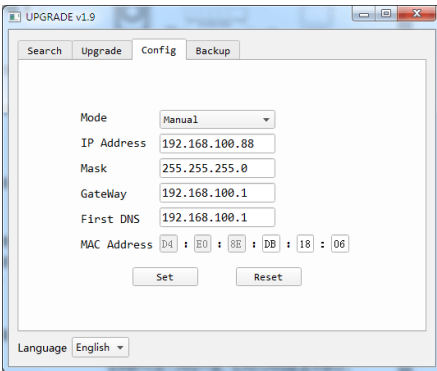 UPGRADE v1.9
Search Upgrade Config Backup
Mode Manual
IP Address 192.168.100.88
Mask 255.255.255.0
GateWay 192.168.100.1
First DNS 192.168.100.1
MAC Address D4 : E0 : 8E : DB : 18 : 06
Set Reset
Language English